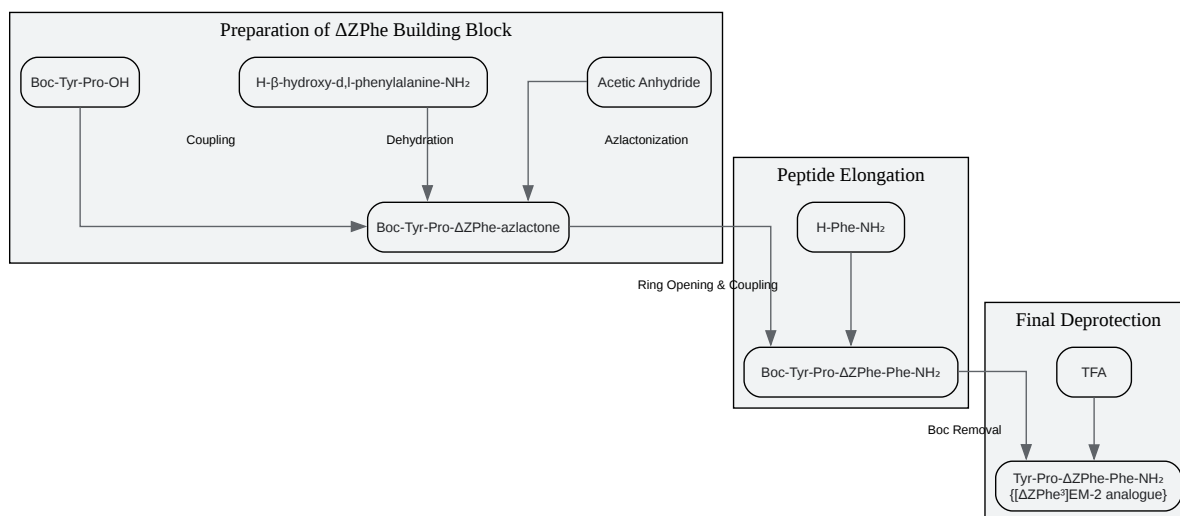 Preparation of ΔZPhe Building Block
Boc-Tyr-Pro-OH
H-β-hydroxy-d,l-phenylalanine-NH₂
Acetic Anhydride
Coupling
Dehydration
Azlactonization
Boc-Tyr-Pro-ΔZPhe-azlactone
Peptide Elongation
H-Phe-NH₂
Ring Opening & Coupling
Boc-Tyr-Pro-ΔZPhe-Phe-NH₂
Final Deprotection
TFA
Boc Removal
Tyr-Pro-ΔZPhe-Phe-NH₂
{[ΔZPhe³]EM-2 analogue}